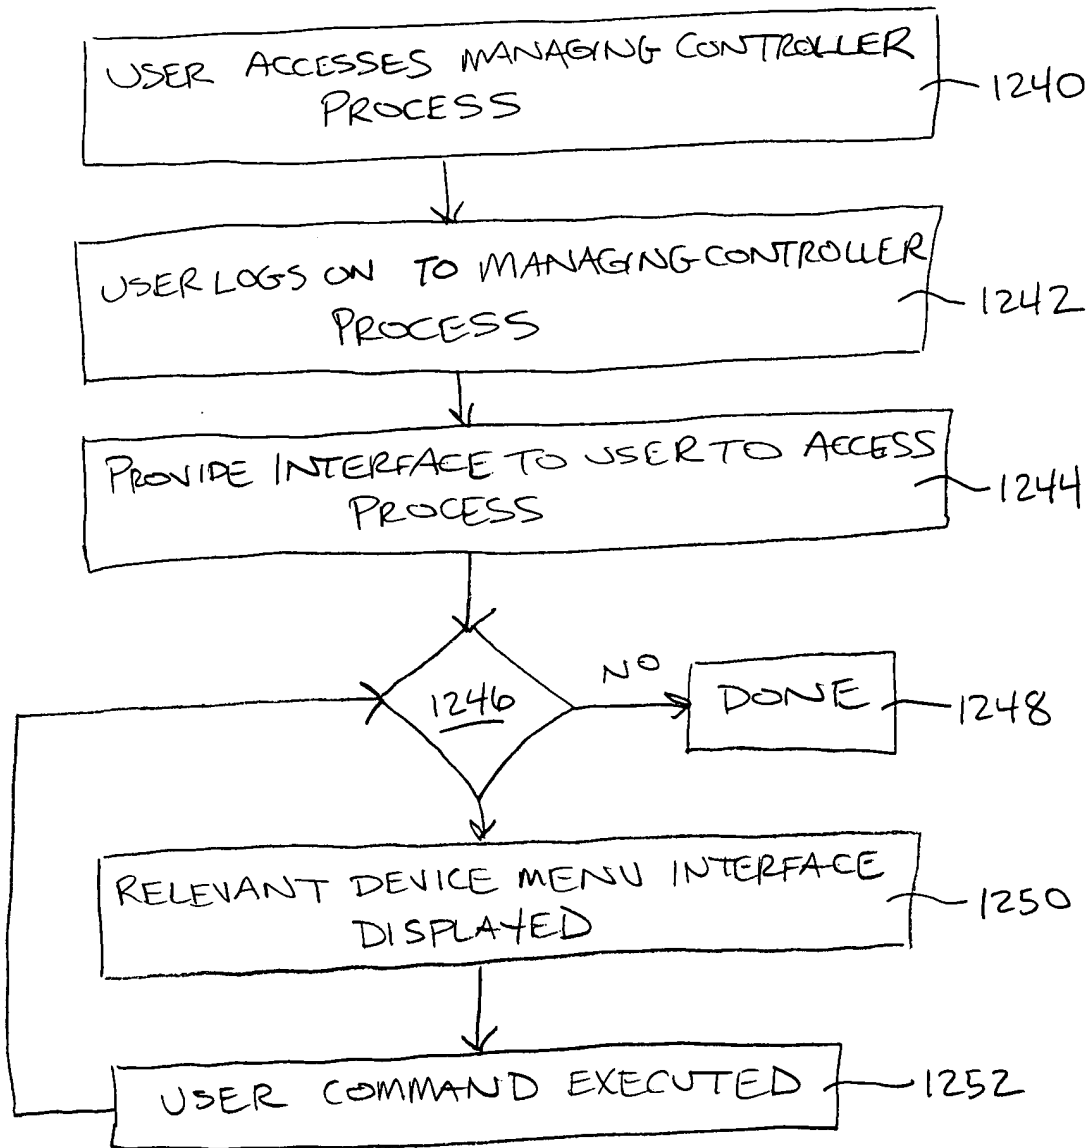 USER ACCESSES MANAGING CONTROLLER
PROCESS
1240
USER LOGS ON TO MANAGING CONTROLLER
PROCESS
1242
PROVIDE INTERFACE TO USER TO ACCESS
PROCESS
1244
1246
NO
DONE
1248
RELEVANT DEVICE MENU INTERFACE
DISPLAYED
1250
USER COMMAND EXECUTED
1252